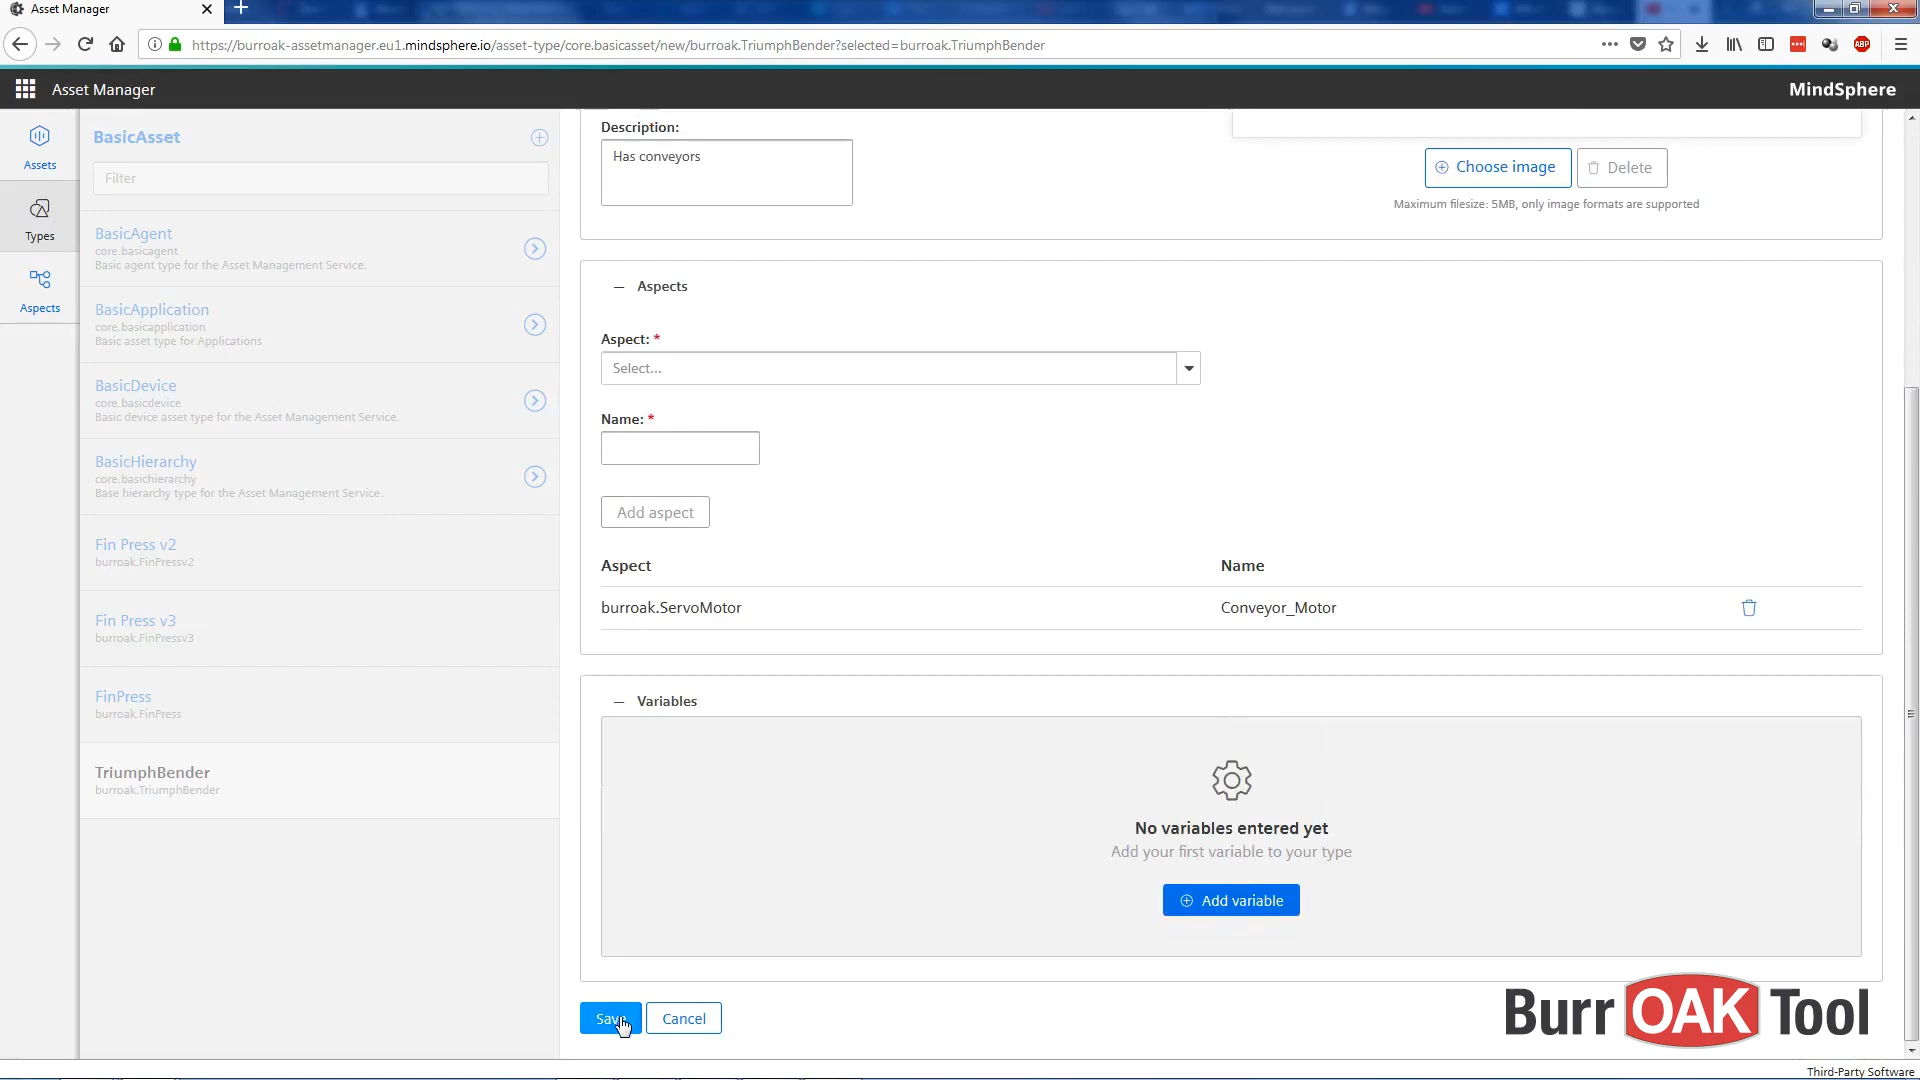 Asset Manager
https://burroak-assetmanager.eu1.mindsphere.io/asset-type/core.basicasset/new/burroak.TriumphBender?selected=burroak.TriumphBender
ABP
Asset Manager
MindSphere
Assets
Types
Aspects
BasicAsset
Filter
BasicAgent
core.basicagent
Basic agent type for the Asset Management Service.
BasicApplication
core.basicapplication
Basic asset type for Applications
BasicDevice
core.basicdevice
Basic device asset type for the Asset Management Service.
BasicHierarchy
core.basichierarchy
Base hierarchy type for the Asset Management Service.
Fin Press v2
burroak.FinPressv2
Fin Press v3
burroak.FinPressv3
FinPress
burroak.FinPress
TriumphBender
burroak.TriumphBender
Description:
Has conveyors
Choose image
Delete
Maximum filesize: 5MB, only image formats are supported
Aspects
Aspect: *
Select...
Name: *
Add aspect
Aspect Name
burroak.ServoMotor Conveyor_Motor
Variables
No variables entered yet
Add your first variable to your type
Add variable
Save
Cancel
Burr OAK Tool
Third-Party Software